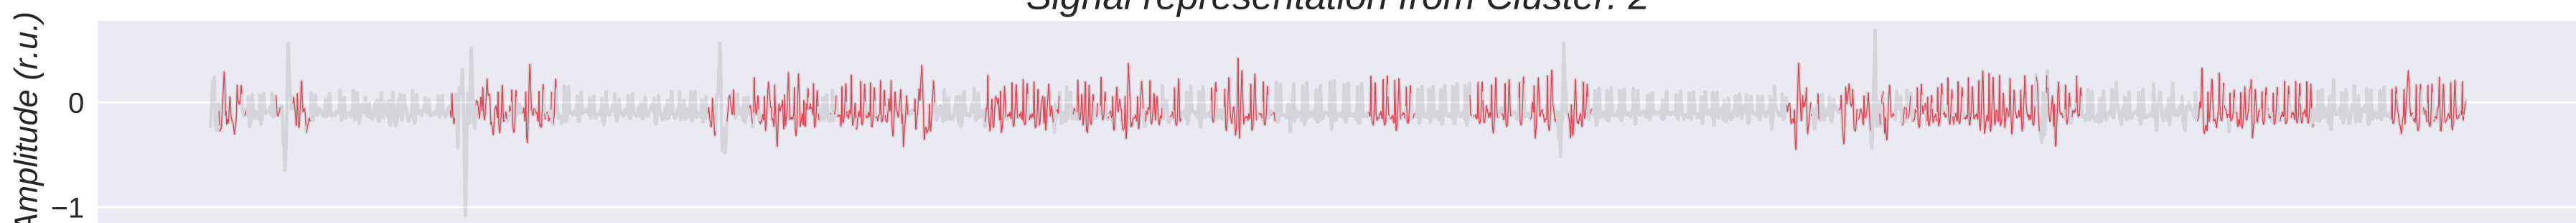 Signal representation from Cluster: 2
Amplitude (r.u.)
0
−1